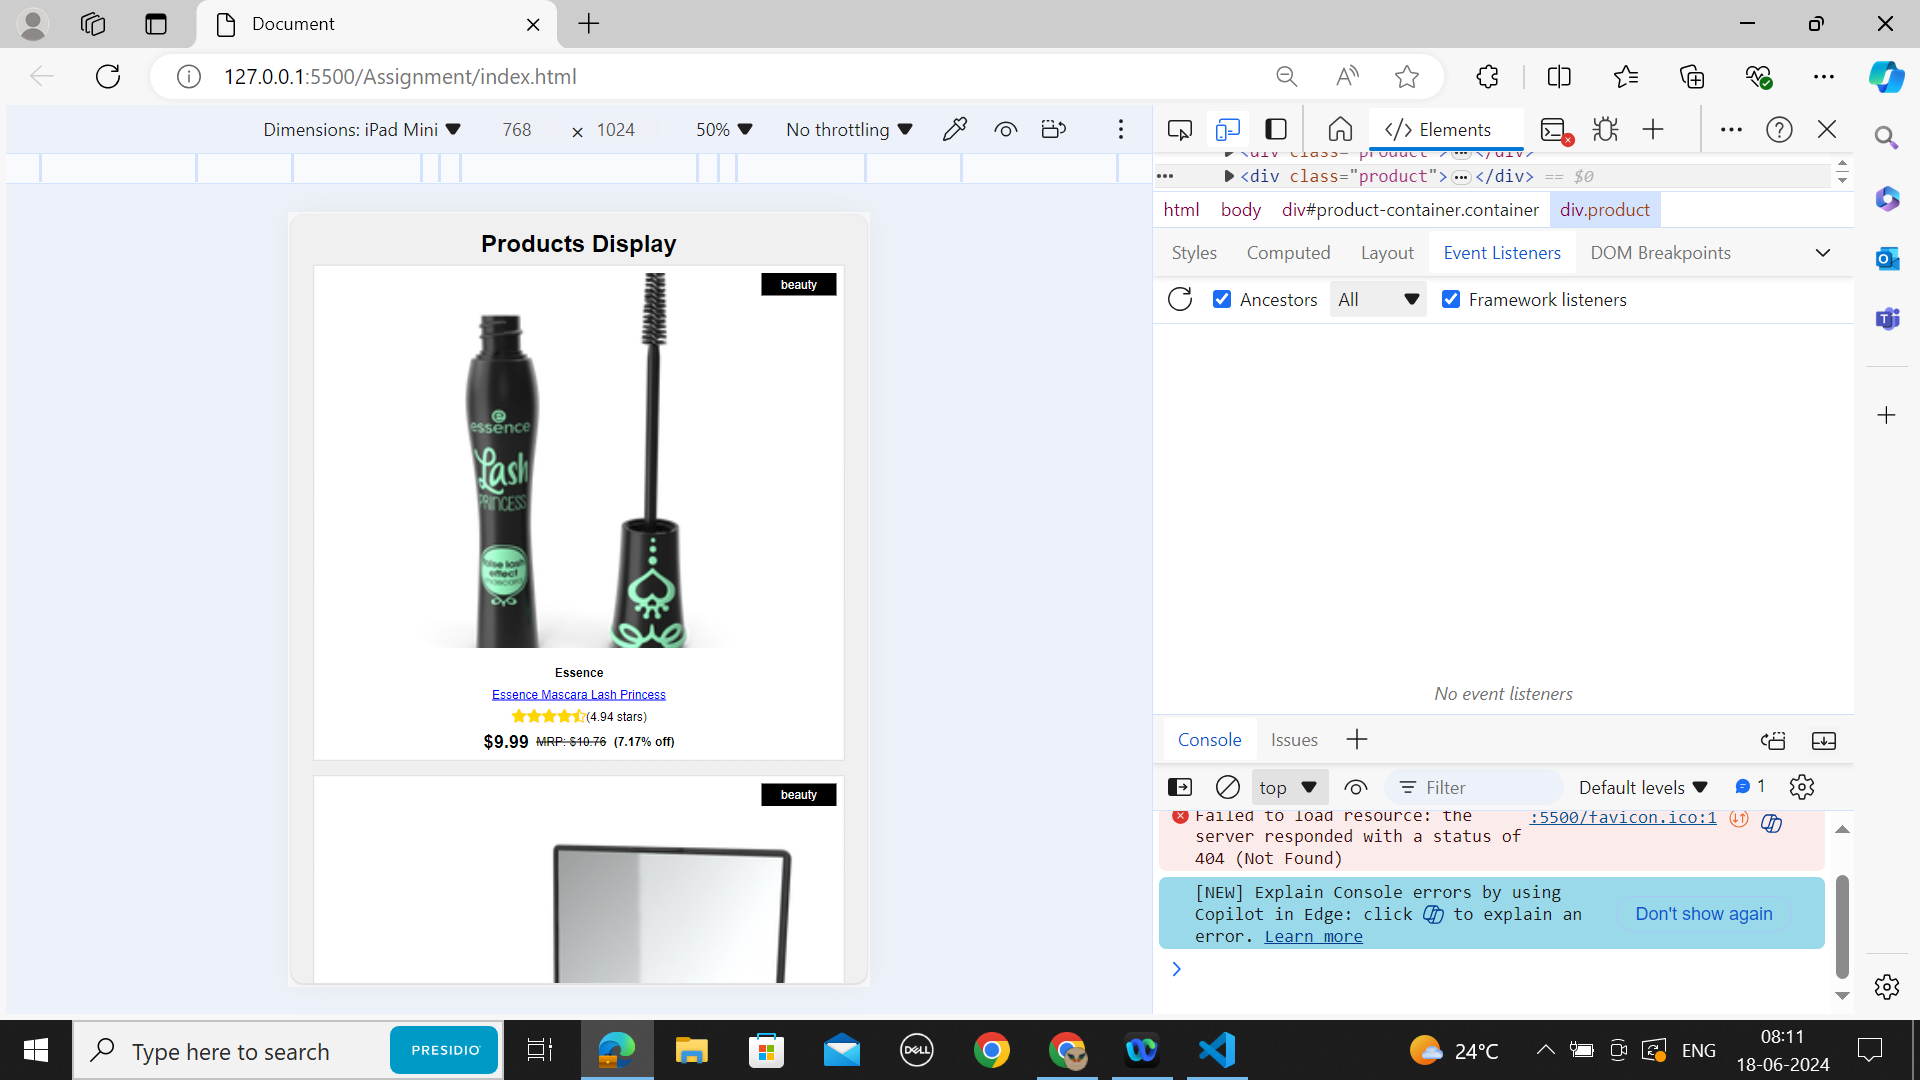 Document
127.0.0.1:5500/Assignment/index.html
Dimensions: iPad Mini 768 × 1024 50% No throttling
Products Display
beauty
essence
Lash
PRINCESS
false lash
effect
mascara
Essence
Essence Mascara Lash Princess
(4.94 stars)
$9.99 MRP: $10.76 (7.17% off)
beauty
Elements
<div class="product"> </div>
<div class="product"> </div> == $0
html body div#product-container.container div.product
Styles Computed Layout Event Listeners DOM Breakpoints
Ancestors All Framework listeners
No event listeners
Console Issues
top Filter Default levels 1
Failed to load resource: the :5500/favicon.ico:1
server responded with a status of
404 (Not Found)
[NEW] Explain Console errors by using
Copilot in Edge: click to explain an
error. Learn more
Don't show again
Type here to search PRESIDIO
DELL
24°C
ENG
08:11
18-06-2024